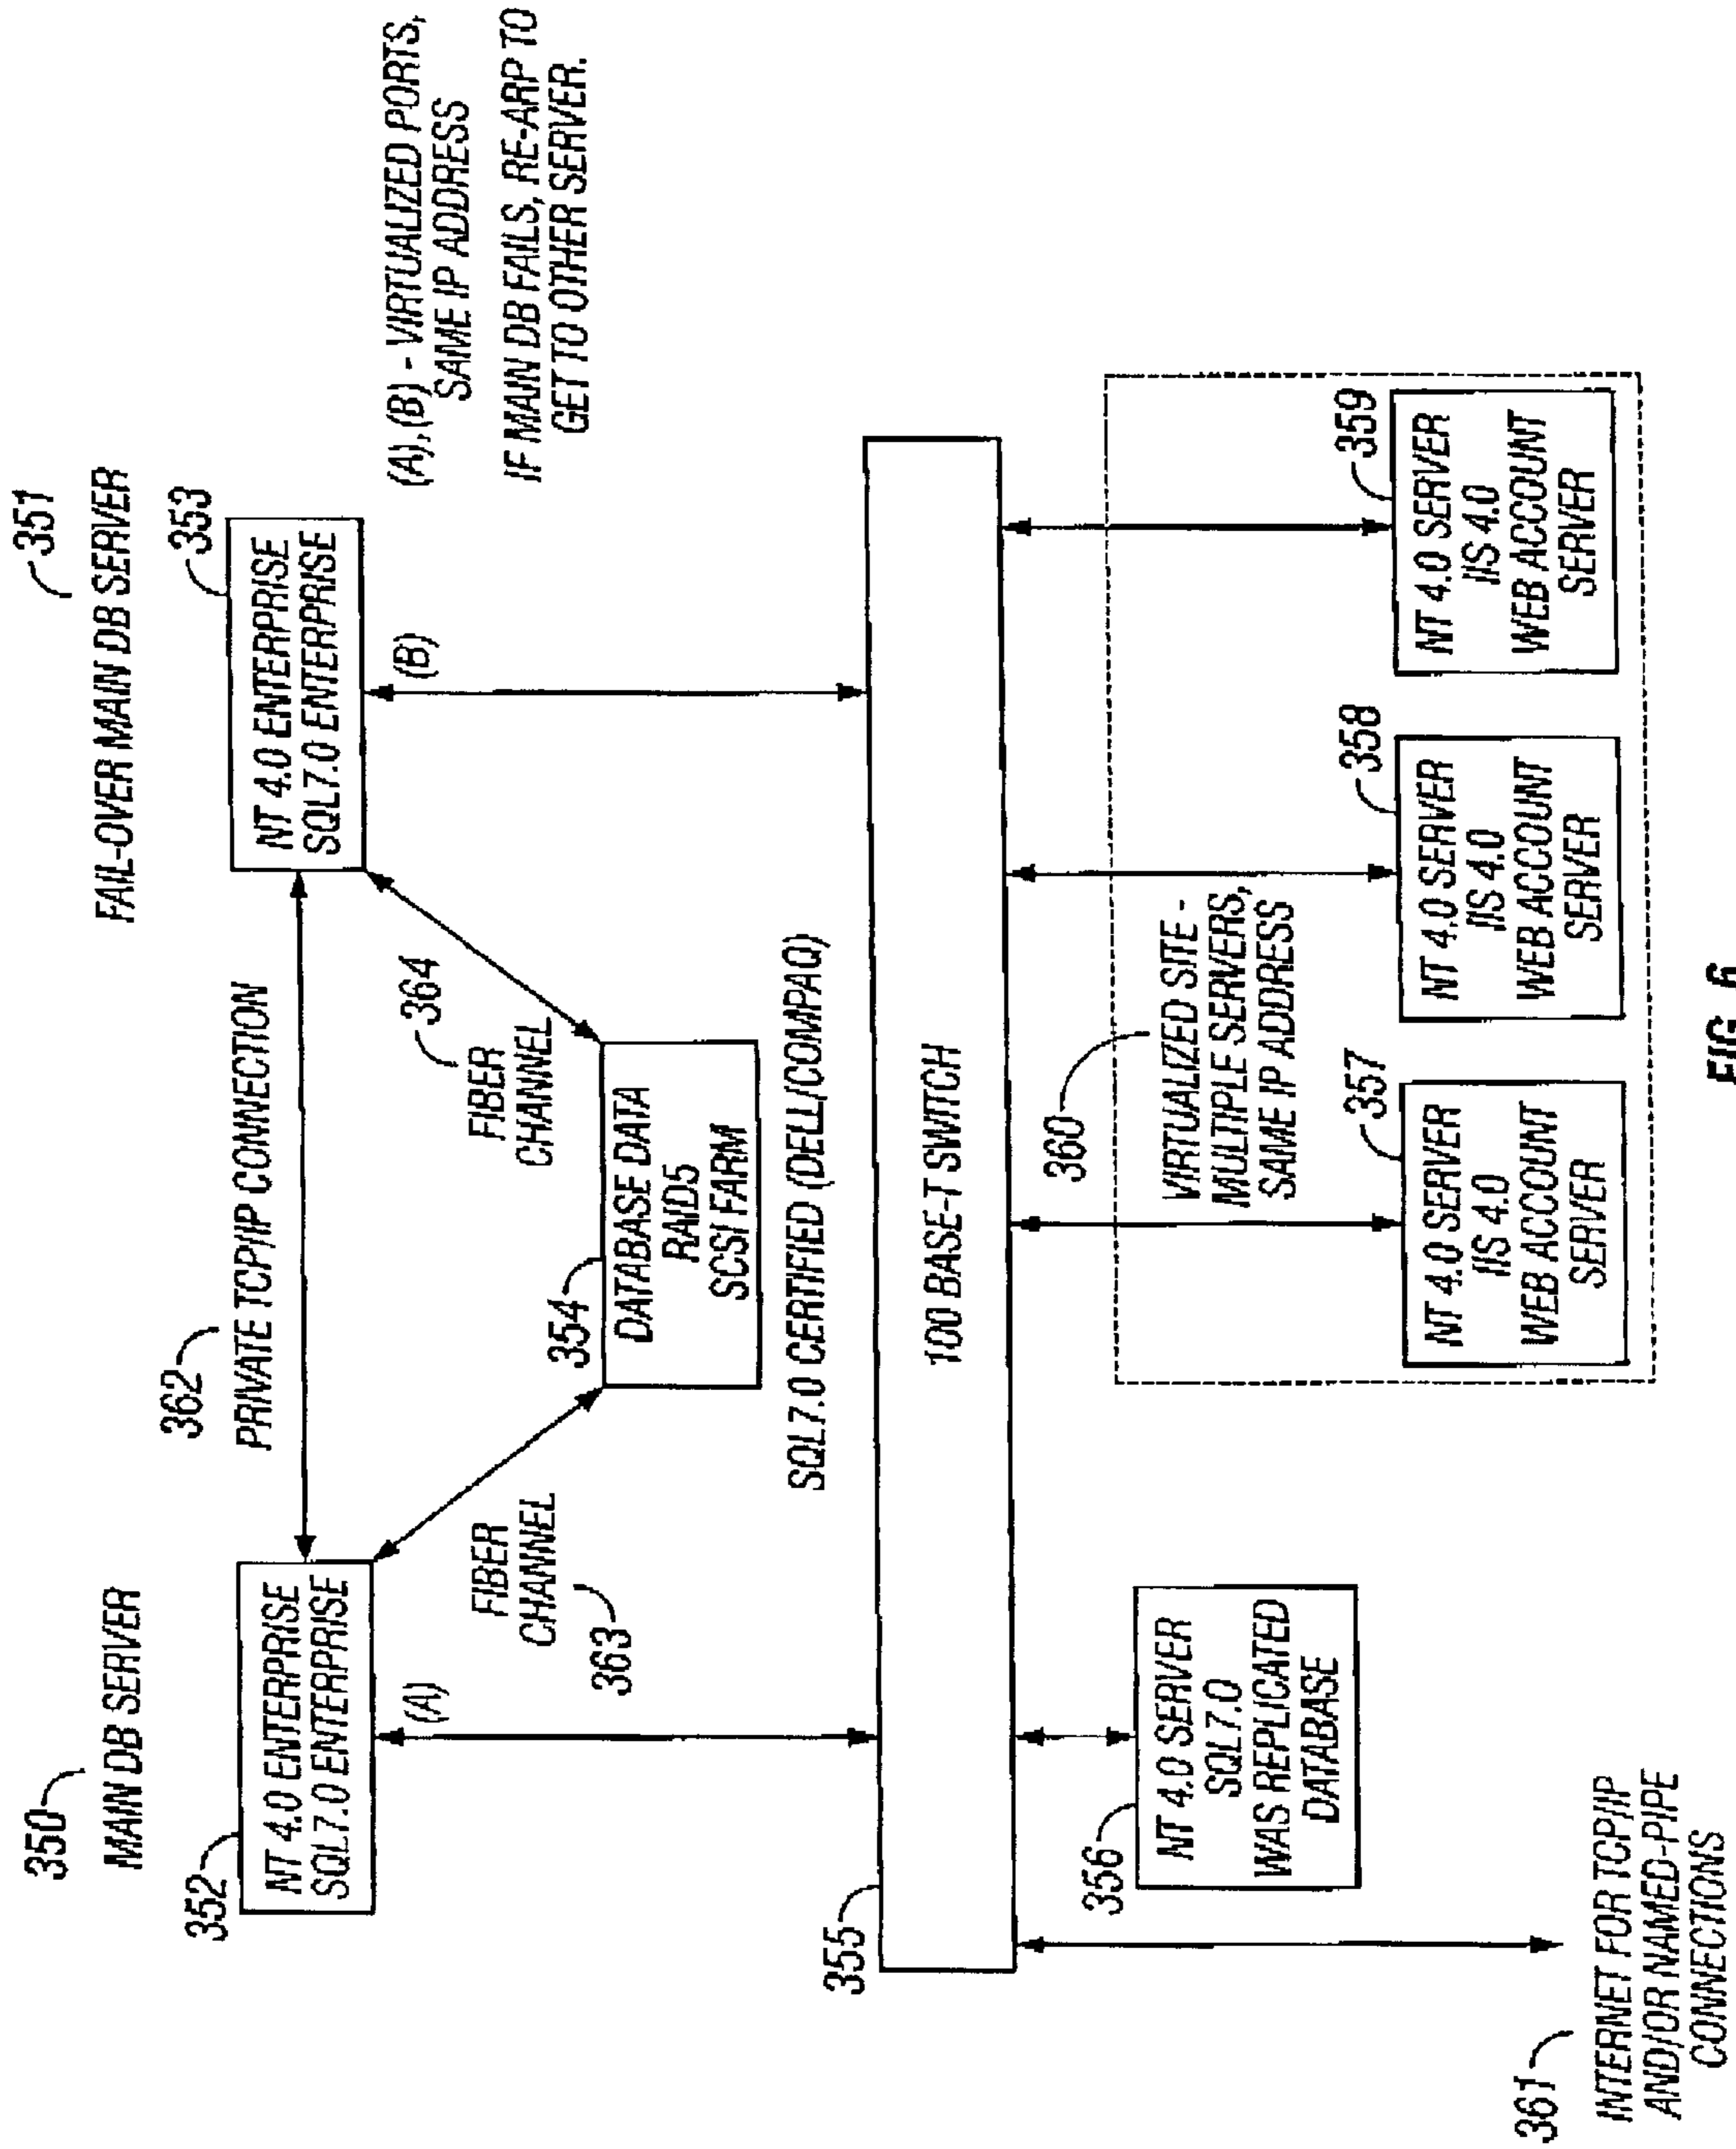 350
MAIN DB SERVER
352
NT 4.0 ENTERPRISE
SQL7.0 ENTERPRISE
362
PRIVATE TCP/IP CONNECTION
351
FAIL-OVER MAIN DB SERVER
353
NT 4.0 ENTERPRISE
SQL7.0 ENTERPRISE
(A)
FIBER
CHANNEL
363
364
FIBER
CHANNEL
354
DATABASE DATA
RAID5
SCSI FARM
(B)
(A),(B) - VIRTUALIZED PORTS,
SAME IP ADDRESS
IF MAIN DB FAILS, RE-ARP TO
GET TO OTHER SERVER.
SQL7.0 CERTIFIED (DELL/COMPAQ)
355
100 BASE-T SWITCH
356
NT 4.0 SERVER
SQL7.0
WAS REPLICATED
DATABASE
360
VIRTUALIZED SITE -
MULTIPLE SERVERS,
SAME IP ADDRESS
357
NT 4.0 SERVER
IIS 4.0
WEB ACCOUNT
SERVER
358
NT 4.0 SERVER
IIS 4.0
WEB ACCOUNT
SERVER
359
NT 4.0 SERVER
IIS 4.0
WEB ACCOUNT
SERVER
361
INTERNET FOR TCP/IP
AND/OR NAMED-PIPE
CONNECTIONS
FIG. 6